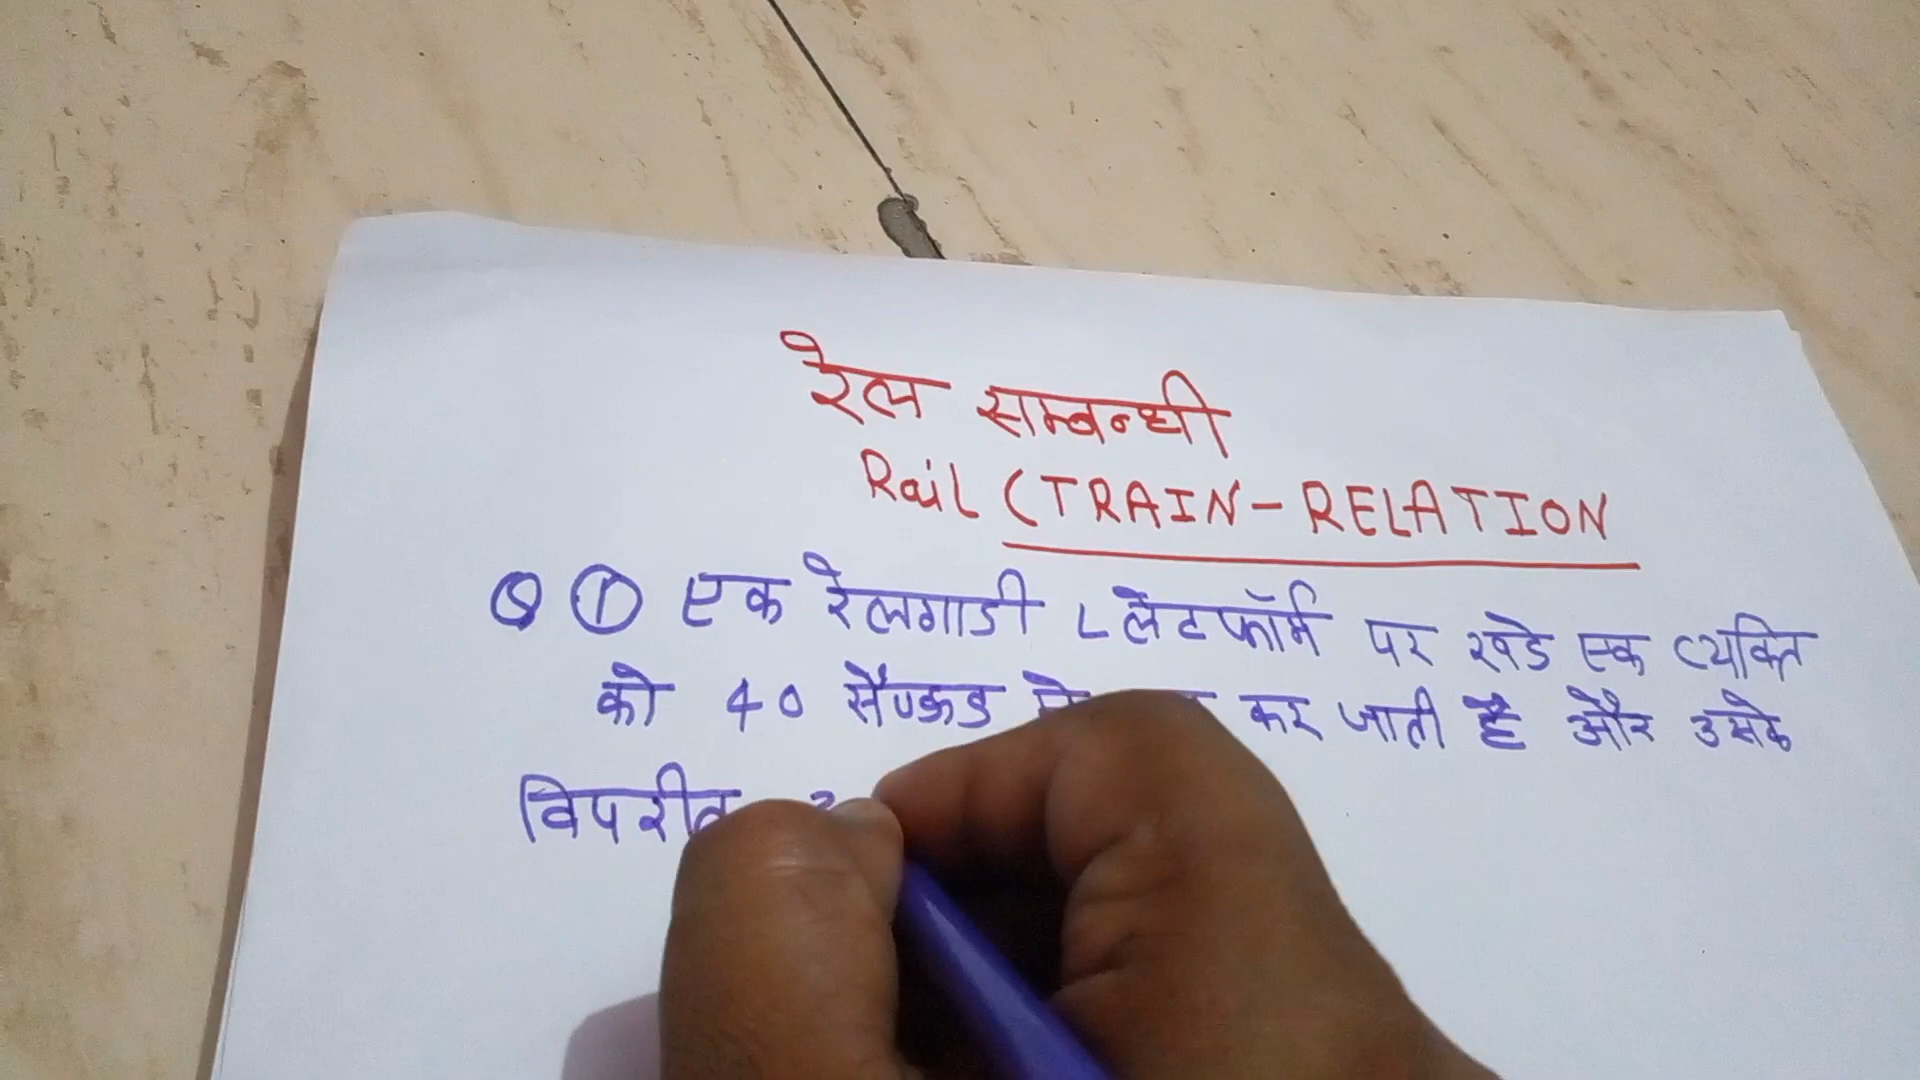 रेल सम्बन्धी
Rail (TRAIN-RELATION
Q ① एक रेलगाडी प्लेटफॉर्म पर खडे एक व्यक्ति
को 40 सैण्कड कर जाती है और उसके
विपरीत